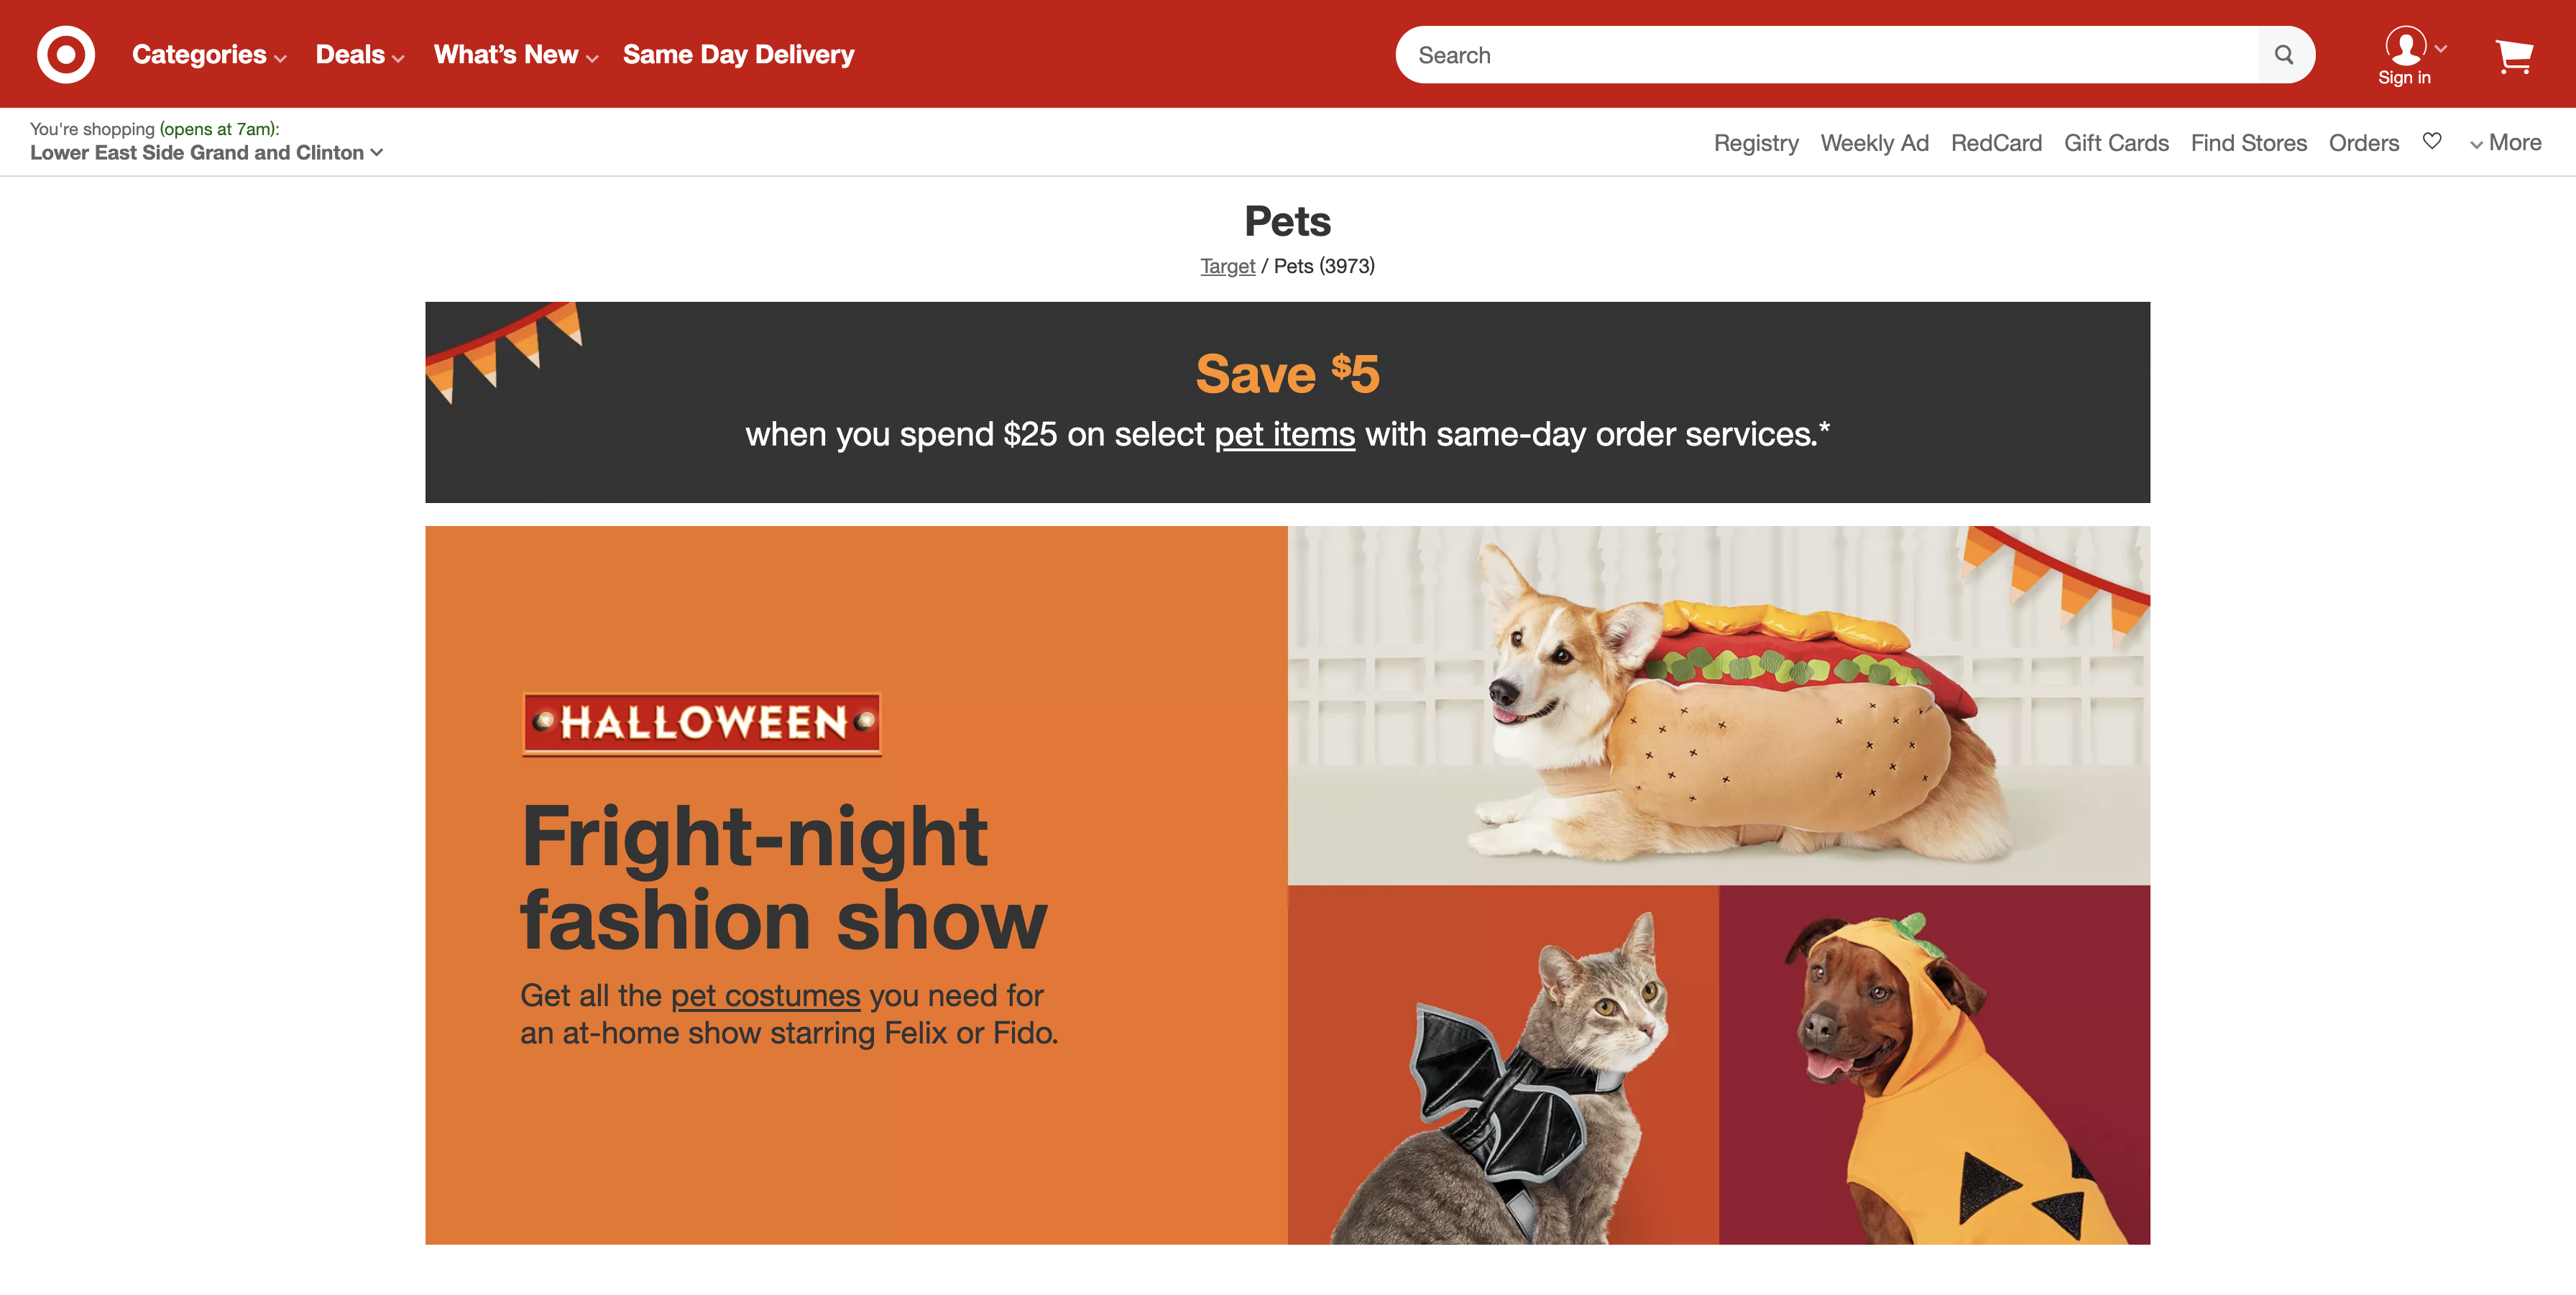 Categories
Deals
What's New
Same Day Delivery
Search
Sign in
You're shopping (opens at 7am):
Lower East Side Grand and Clinton
Registry
Weekly Ad
RedCard
Gift Cards
Find Stores
Orders
More
Pets
Target / Pets (3973)
Save $5
when you spend $25 on select pet items with same-day order services.*
HALLOWEEN
Fright-night
fashion show
Get all the pet costumes you need for
an at-home show starring Felix or Fido.